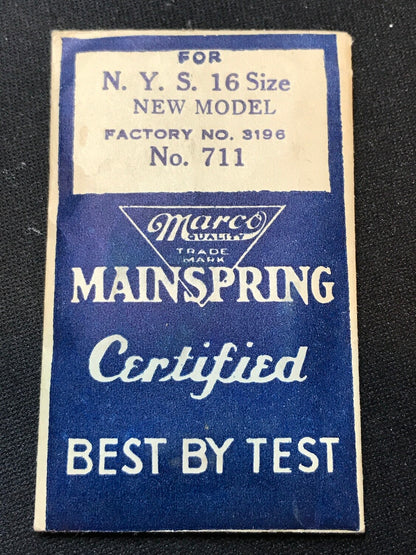 FOR
N. Y. S. 16 Size
NEW MODEL
FACTORY NO. 3196
No. 711
Marco
QUALITY
TRADE
MARK
MAINSPRING
Certified
BEST BY TEST